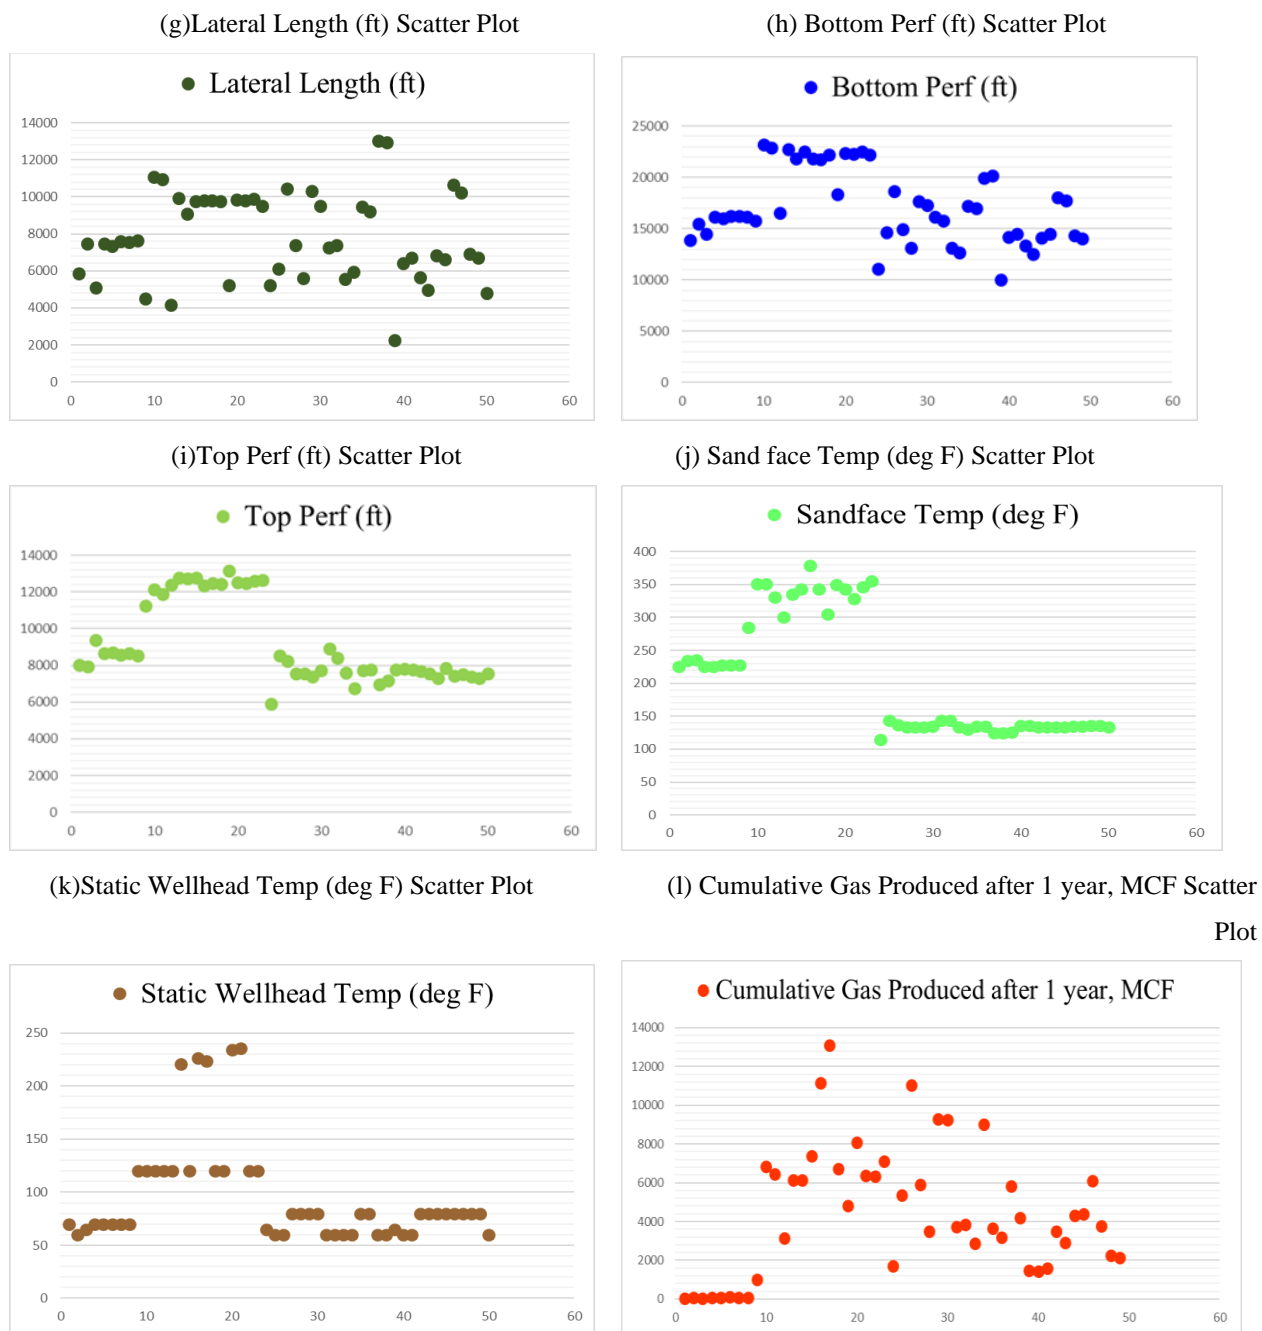 (g)Lateral Length (ft) Scatter Plot
(h) Bottom Perf (ft) Scatter Plot
Lateral Length (ft)
14000
12000
10000
8000
6000
4000
2000
0
0 10 20 30 40 50 60
Bottom Perf (ft)
25000
20000
15000
10000
5000
0
0 10 20 30 40 50 60
(i)Top Perf (ft) Scatter Plot
(j) Sand face Temp (deg F) Scatter Plot
Top Perf (ft)
14000
12000
10000
8000
6000
4000
2000
0
0 10 20 30 40 50 60
Sandface Temp (deg F)
400
350
300
250
200
150
100
50
0
0 10 20 30 40 50 60
(k)Static Wellhead Temp (deg F) Scatter Plot
(l) Cumulative Gas Produced after 1 year, MCF Scatter
Plot
Static Wellhead Temp (deg F)
250
200
150
100
50
0
0 10 20 30 40 50 60
Cumulative Gas Produced after 1 year, MCF
14000
12000
10000
8000
6000
4000
2000
0
0 10 20 30 40 50 60